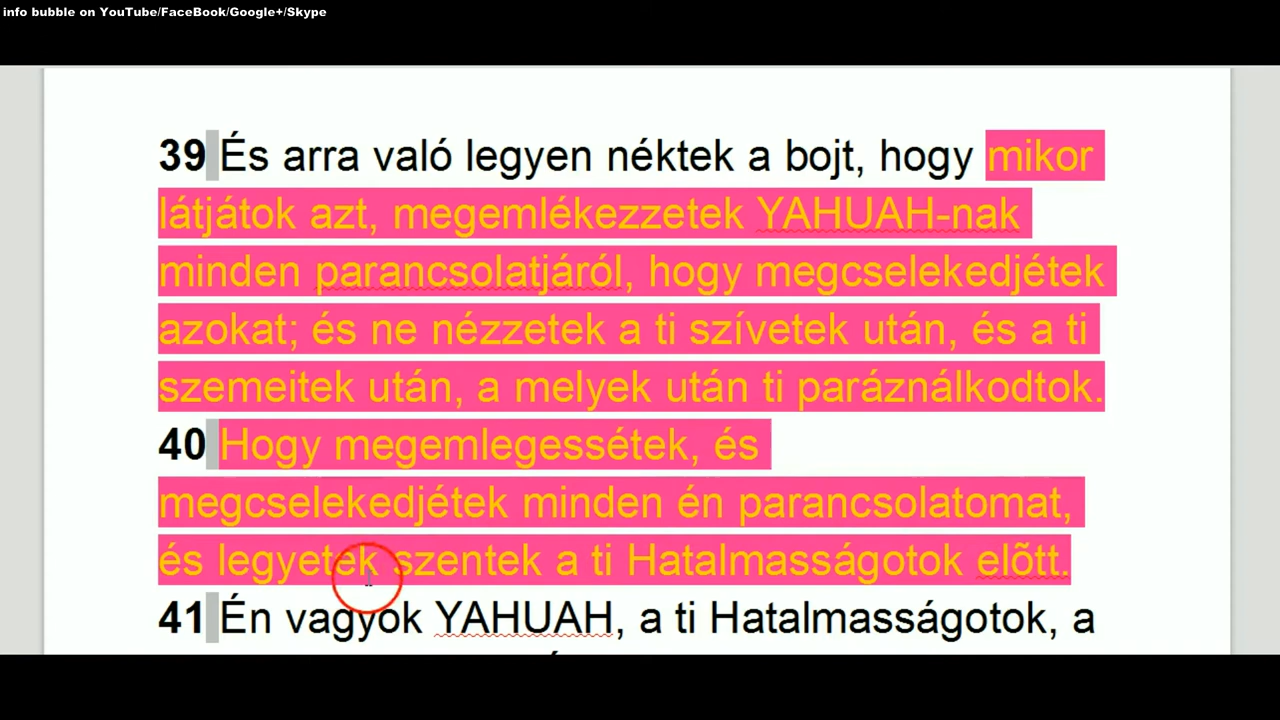 info bubble on YouTube/FaceBook/Google+/Skype
39 És arra való legyen néktek a bojt, hogy mikor
látjátok azt, megemlékezzetek YAHUAH-nak
minden parancsolatjáról, hogy megcselekedjétek
azokat; és ne nézzetek a ti szívetek után, és a ti
szemeitek után, a melyek után ti paráználkodtok.
40 Hogy megemlegessétek, és
megcselekedjétek minden én parancsolatomat,
és legyetek szentek a ti Hatalmasságotok elõtt.
41 Én vagyok YAHUAH, a ti Hatalmasságotok, a